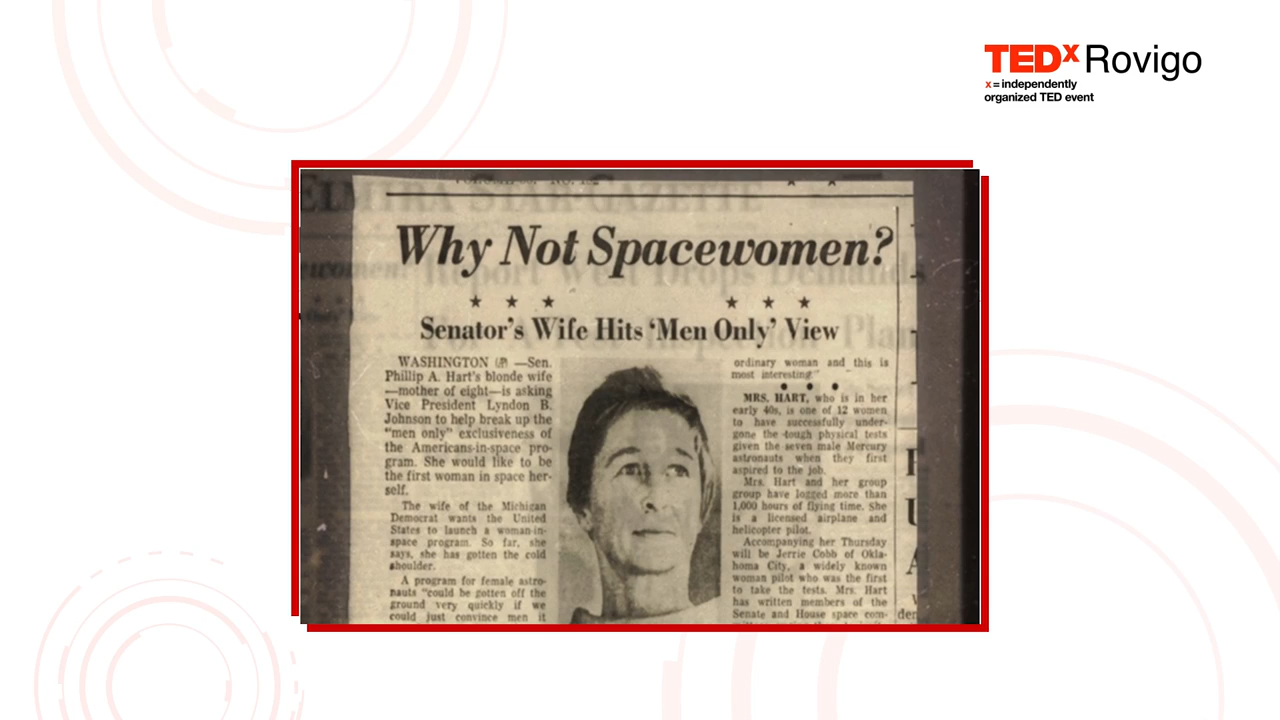 TEDxRovigo
x = independently
organized TED event
ELMIRA STAR-GAZETTE
Why Not Spacewomen?
Report West Drops Demands
★ ★ ★ ★ ★ ★
Senator's Wife Hits 'Men Only' View
Plan
WASHINGTON (AP) —Sen.
Phillip A. Hart's blonde wife
—mother of eight—is asking
Vice President Lyndon B.
Johnson to help break up the
"men only" exclusiveness of
the Americans-in-space pro-
gram. She would like to be
the first woman in space her-
self.
The wife of the Michigan
Democrat wants the United
States to launch a woman-in-
space program. So far, she
says, she has gotten the cold
shoulder.
A program for female astro-
nauts "could be gotten off the
ground very quickly if we
could just convince men it
ordinary woman and this is
most interesting"
• • •
MRS. HART, who is in her
early 40s, is one of 12 women
to have successfully under-
gone the tough physical tests
given the seven male Mercury
astronauts when they first
aspired to the job.
Mrs. Hart and her group
group have logged more than
1,000 hours of flying time. She
is a licensed airplane and
helicopter pilot.
Accompanying her Thursday
will be Jerrie Cobb of Okla-
homa City, a widely known
woman pilot who was the first
to take the tests. Mrs. Hart
has written members of the
Senate and House space com-